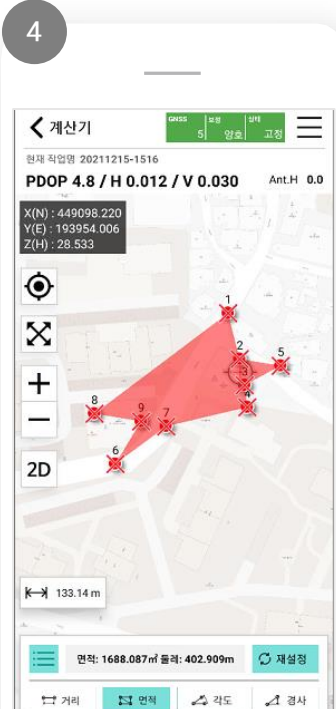 4
계산기
GNSS 보정 상태
5 양호 고정
현재 작업명 20211215-1516
PDOP 4.8 / H 0.012 / V 0.030 Ant.H 0.0
X(N) : 449098.220
Y(E) : 193954.006
Z(H) : 28.533
1
2
5
3
4
8
9
7
6
2D
133.14 m
면적: 1688.087㎡ 둘레: 402.909m 재설정
거리 면적 각도 경사